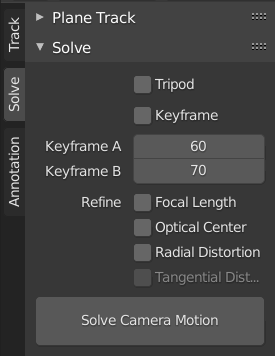 Track
Solve
Annotation
Plane Track
Solve
Tripod
Keyframe
Keyframe A 60
Keyframe B 70
Refine Focal Length
Optical Center
Radial Distortion
Tangential Dist...
Solve Camera Motion